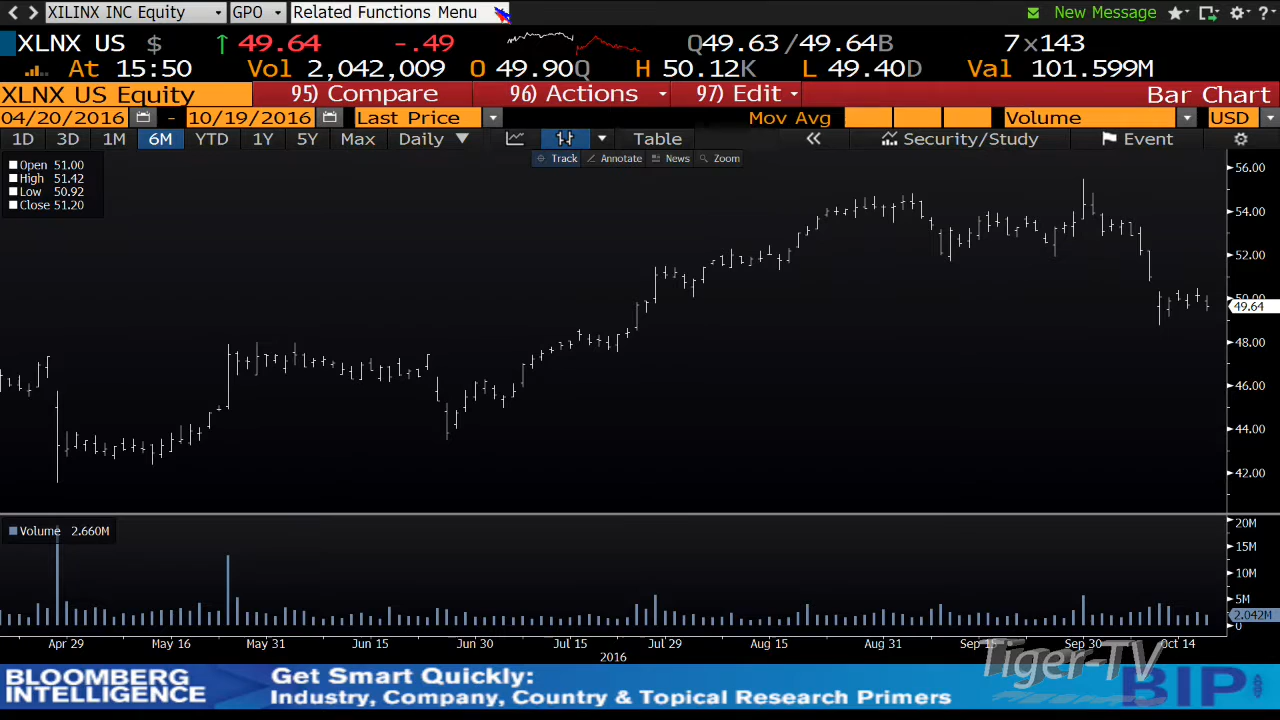 XILINX INC Equity GPO Related Functions Menu New Message ?
XLNX US $ ↑ 49.64 -.49 Q49.63/49.64B 7×143
At 15:50 Vol 2,042,009 O 49.90Q H 50.12K L 49.40D Val 101.599M
XLNX US Equity 95) Compare 96) Actions 97) Edit Bar Chart
04/20/2016 - 10/19/2016 Last Price Mov Avg Volume USD
1D 3D 1M 6M YTD 1Y 5Y Max Daily ▼ Table « Security/Study Event
Track Annotate News Zoom
Open 51.00
High 51.42
Low 50.92
Close 51.20
56.00
54.00
52.00
50.00
49.64
48.00
46.00
44.00
42.00
Volume 2.660M
20M
15M
10M
5M
2.042M
0
Apr 29 May 16 May 31 Jun 15 Jun 30 Jul 15 Jul 29 Aug 15 Aug 31 Sep 15 Sep 30 Oct 14
2016
Tiger-TV
BLOOMBERG
INTELLIGENCE
Get Smart Quickly:
Industry, Company, Country & Topical Research Primers
BIP